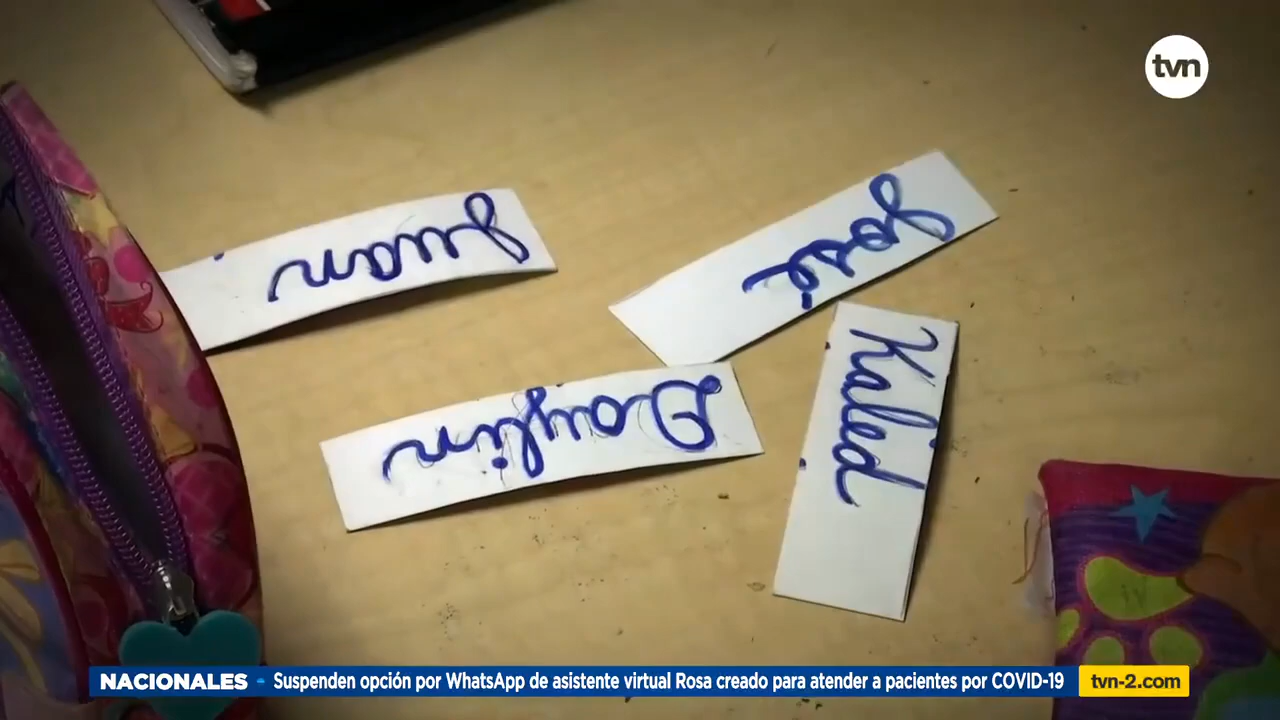 tvn
Juan
José
Kaled
Daylin
NACIONALES - Suspenden opción por WhatsApp de asistente virtual Rosa creado para atender a pacientes por COVID-19
tvn-2.com